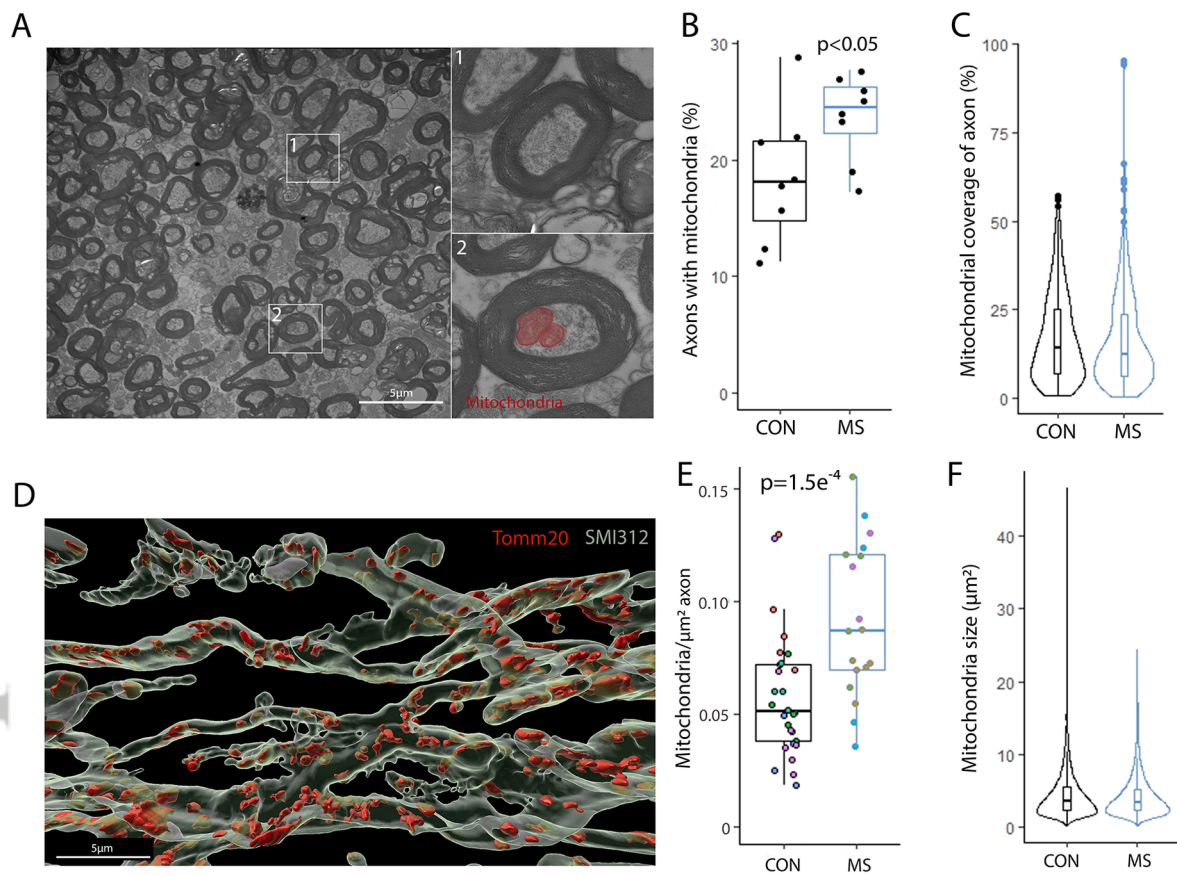 A
1
2
5µm
1
2
Mitochondria
B
p<0.05
Axons with mitochondria (%)
30
20
10
0
CON MS
C
Mitochondrial coverage of axon (%)
100
75
50
25
0
CON MS
D
Tomm20 SMI312
5µm
E
p=1.5e⁻⁴
Mitochondria/µm² axon
0.15
0.10
0.05
0
CON MS
F
Mitochondria size (µm²)
40
30
20
10
0
CON MS